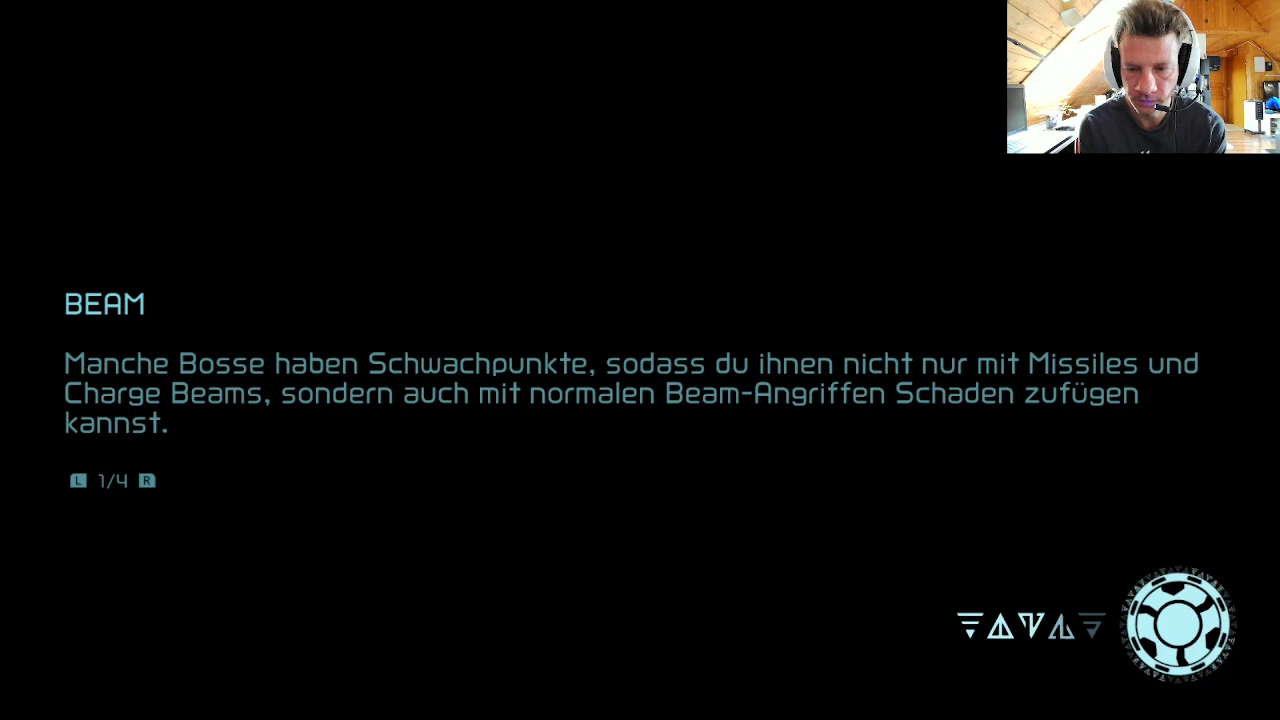 BEAM
Manche Bosse haben Schwachpunkte, sodass du ihnen nicht nur mit Missiles und
Charge Beams, sondern auch mit normalen Beam-Angriffen Schaden zufügen
kannst.
L 1/4 R